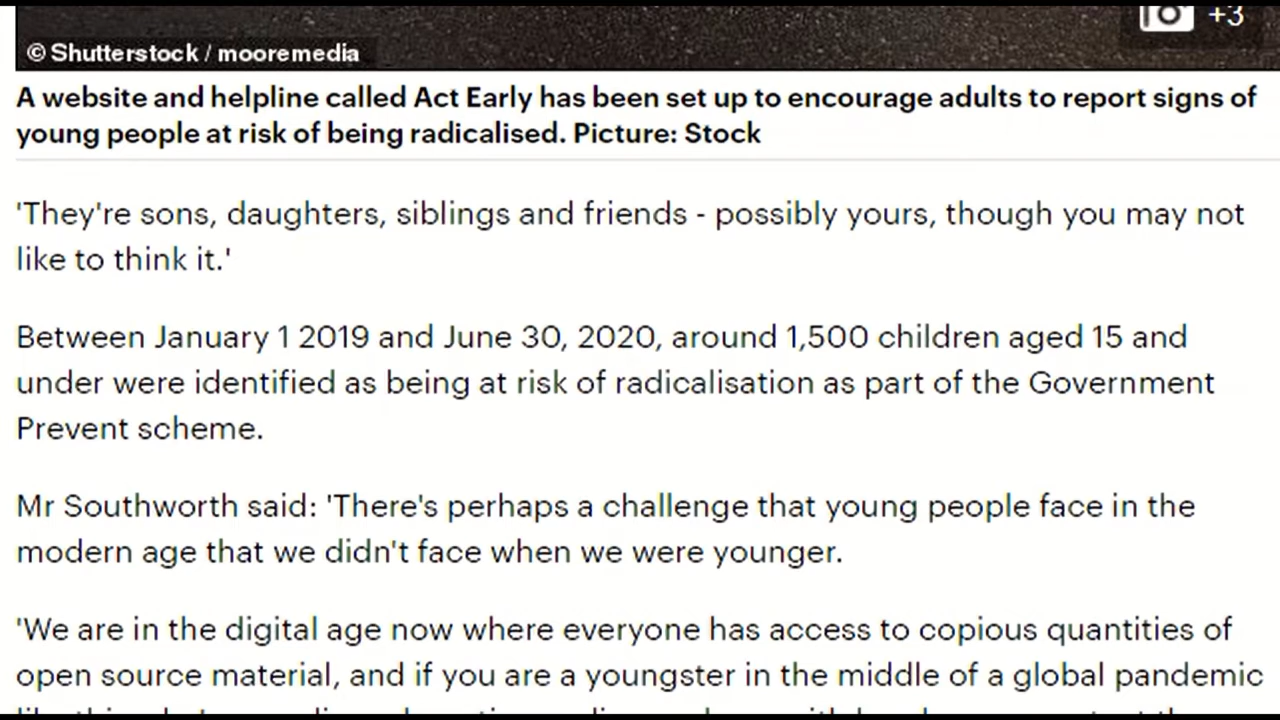 +3
© Shutterstock / mooremedia
A website and helpline called Act Early has been set up to encourage adults to report signs of
young people at risk of being radicalised. Picture: Stock
'They're sons, daughters, siblings and friends - possibly yours, though you may not
like to think it.'
Between January 1 2019 and June 30, 2020, around 1,500 children aged 15 and
under were identified as being at risk of radicalisation as part of the Government
Prevent scheme.
Mr Southworth said: 'There's perhaps a challenge that young people face in the
modern age that we didn't face when we were younger.
'We are in the digital age now where everyone has access to copious quantities of
open source material, and if you are a youngster in the middle of a global pandemic